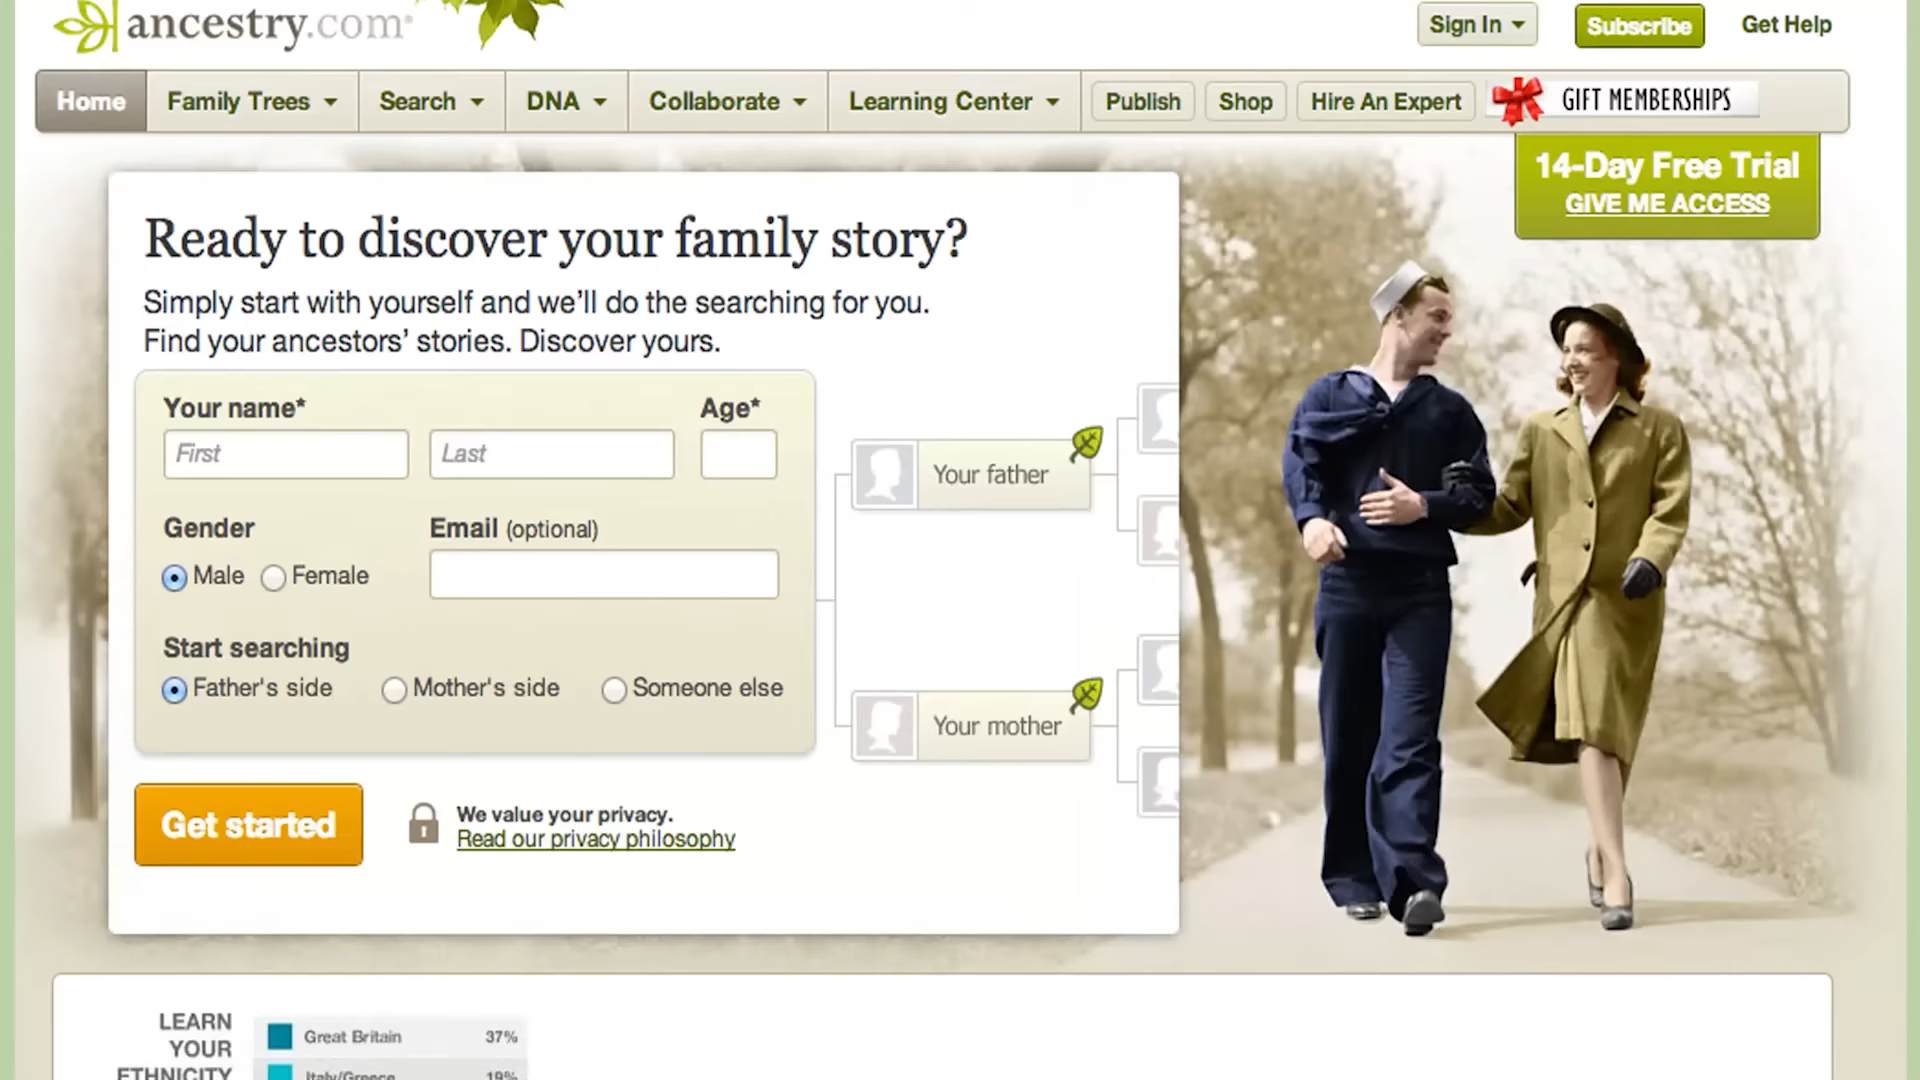 ancestry.com
Sign In
Subscribe
Get Help
Home
Family Trees
Search
DNA
Collaborate
Learning Center
Publish
Shop
Hire An Expert
GIFT MEMBERSHIPS
14-Day Free Trial
GIVE ME ACCESS
Ready to discover your family story?
Simply start with yourself and we'll do the searching for you.
Find your ancestors' stories. Discover yours.
Your name*
Age*
First
Last
Gender
Email (optional)
Male
Female
Start searching
Father's side
Mother's side
Someone else
Your father
Your mother
Get started
We value your privacy.
Read our privacy philosophy
LEARN
YOUR
ETHNICITY
Great Britain 37%
Italy/Greece 19%